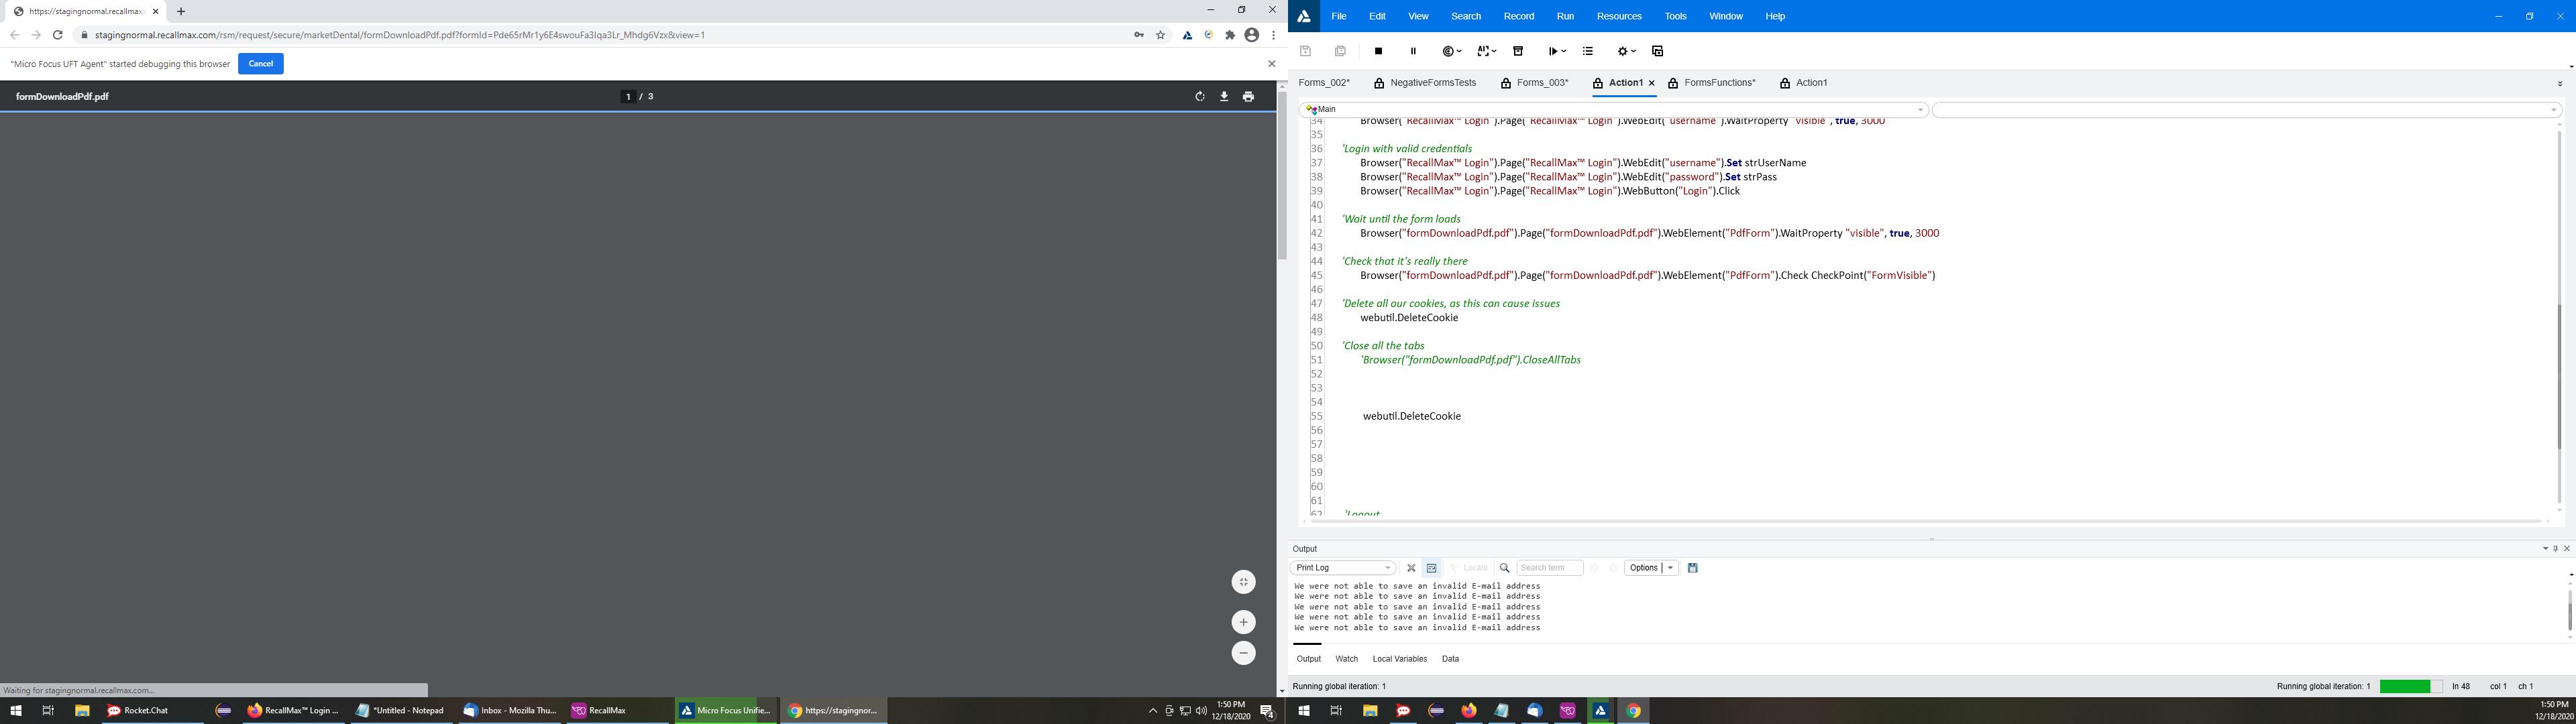 https://stagingnormal.recallmax.
stagingnormal.recallmax.com/rsm/request/secure/marketDental/formDownloadPdf.pdf?formId=Pde65rMr1y6E4swouFa3Iqa3Lr_Mhdg6Vzx&view=1
"Micro Focus UFT Agent" started debugging this browser
Cancel
formDownloadPdf.pdf
1 / 3
Waiting for stagingnormal.recallmax.com...
File Edit View Search Record Run Resources Tools Window Help
Forms_002* NegativeFormsTests Forms_003* Action1 FormsFunctions* Action1
Main
34 Browser("RecallMax™ Login").Page("RecallMax™ Login").WebEdit("username").WaitProperty "visible", true, 3000
35
36 'Login with valid credentials
37 Browser("RecallMax™ Login").Page("RecallMax™ Login").WebEdit("username").Set strUserName
38 Browser("RecallMax™ Login").Page("RecallMax™ Login").WebEdit("password").Set strPass
39 Browser("RecallMax™ Login").Page("RecallMax™ Login").WebButton("Login").Click
40
41 'Wait until the form loads
42 Browser("formDownloadPdf.pdf").Page("formDownloadPdf.pdf").WebElement("PdfForm").WaitProperty "visible", true, 3000
43
44 'Check that it's really there
45 Browser("formDownloadPdf.pdf").Page("formDownloadPdf.pdf").WebElement("PdfForm").Check CheckPoint("FormVisible")
46
47 'Delete all our cookies, as this can cause issues
48 webutil.DeleteCookie
49
50 'Close all the tabs
51 'Browser("formDownloadPdf.pdf").CloseAllTabs
52
53
54
55 webutil.DeleteCookie
56
57
58
59
60
61
62 'Logout
Output
Print Log Locate Search term Options
We were not able to save an invalid E-mail address
We were not able to save an invalid E-mail address
We were not able to save an invalid E-mail address
We were not able to save an invalid E-mail address
We were not able to save an invalid E-mail address
Output Watch Local Variables Data
Running global iteration: 1
Running global iteration: 1 ln 48 col 1 ch 1
Rocket.Chat RecallMax™ Login ... *Untitled - Notepad Inbox - Mozilla Thu... RecallMax Micro Focus Unifie... https://stagingnor...
1:50 PM
12/18/2020
4
1:50 PM
12/18/2020